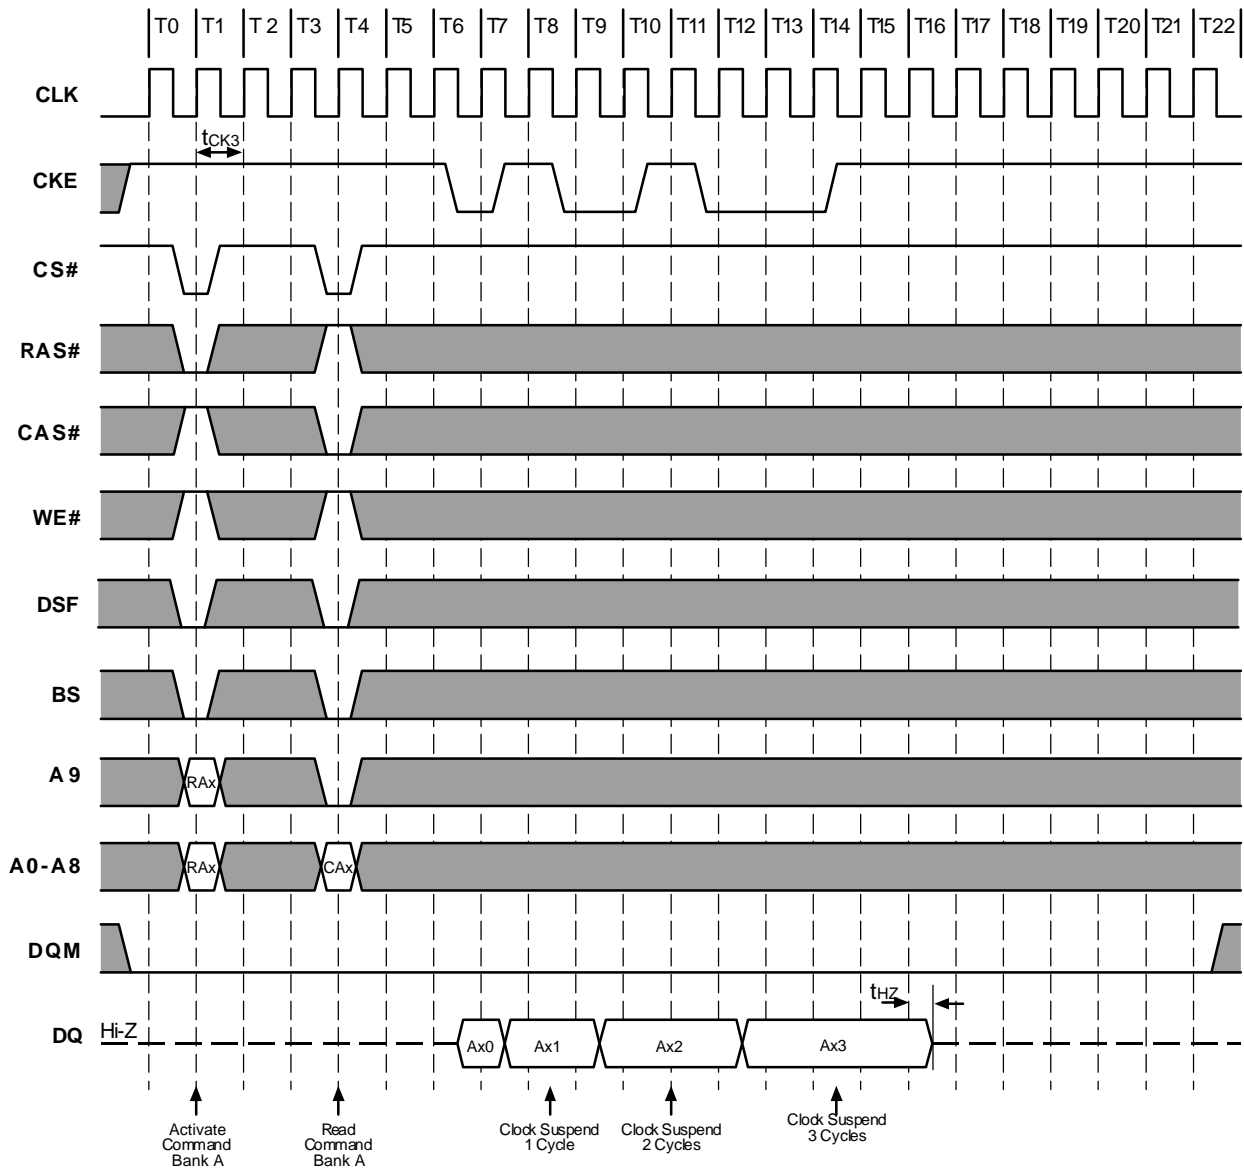 T0 T1 T 2 T3 T4 T5 T6 T7 T8 T9 T10 T11 T12 T13 T14 T15 T16 T17 T18 T19 T20 T21 T22
CLK
tCK3
CKE
CS#
RAS#
CAS#
WE#
DSF
BS
A9
RAx
A0-A8
RAx CAx
DQM
tHZ
DQ
Hi-Z
Ax0 Ax1 Ax2 Ax3
Activate
Command
Bank A
Read
Command
Bank A
Clock Suspend
1 Cycle
Clock Suspend
2 Cycles
Clock Suspend
3 Cycles